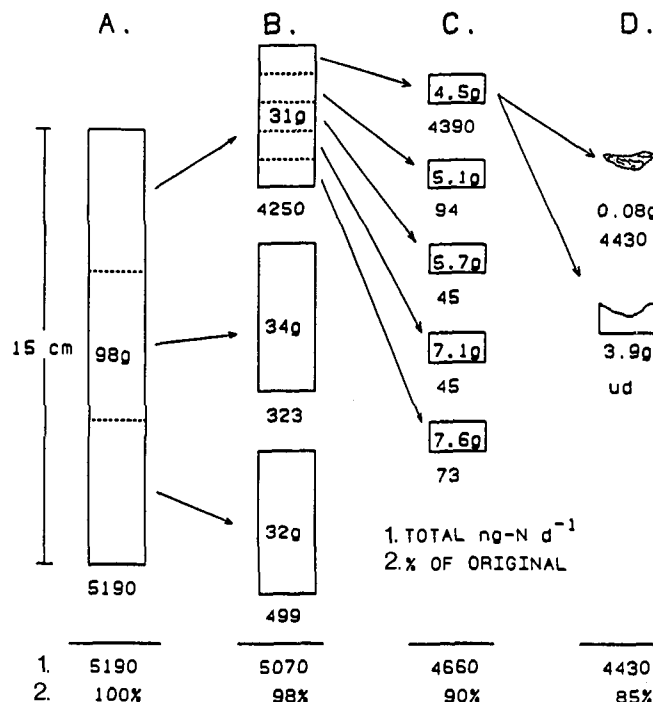 A. B. C. D.
31g
4250
4.5g
4390
5.1g
94
5.7g
45
7.1g
45
7.6g
73
0.08g
4430
3.9g
ud
15 cm
98g
5190
34g
323
32g
499
1. TOTAL ng-N d⁻¹
2. % OF ORIGINAL
1. 5190 5070 4660 4430
2. 100% 98% 90% 85%